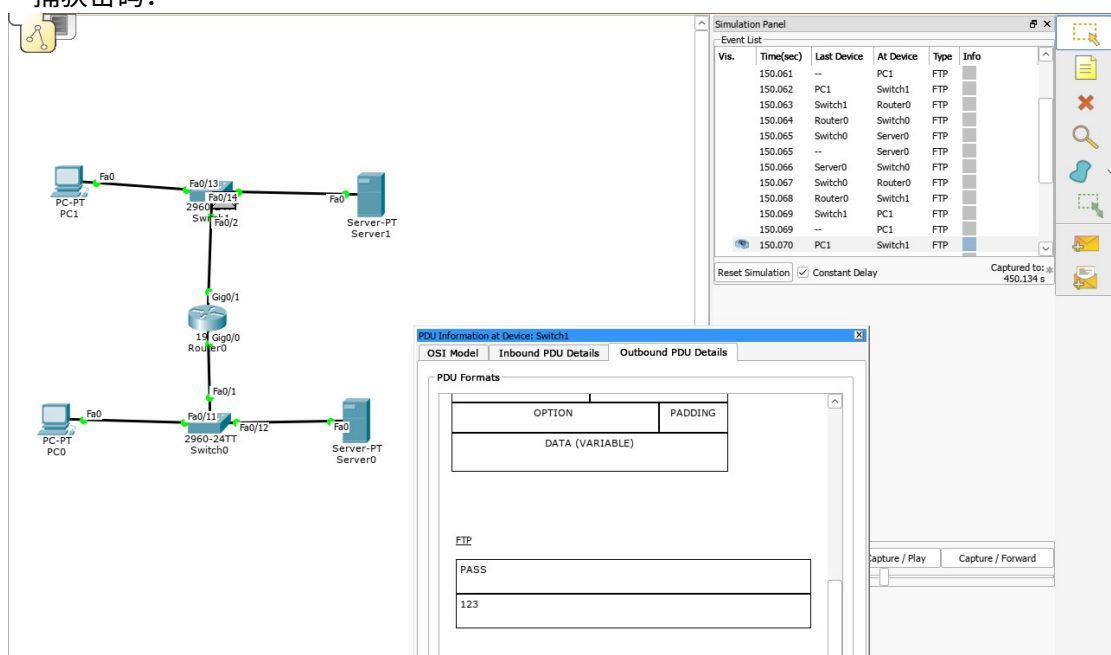 捕获密码：
Simulation Panel
Event List
Vis. Time(sec) Last Device At Device Type Info
150.061 -- PC1 FTP
150.062 PC1 Switch1 FTP
150.063 Switch1 Router0 FTP
150.064 Router0 Switch0 FTP
150.065 Switch0 Server0 FTP
150.065 -- Server0 FTP
150.066 Server0 Switch0 FTP
150.067 Switch0 Router0 FTP
150.068 Router0 Switch1 FTP
150.069 Switch1 PC1 FTP
150.069 -- PC1 FTP
150.070 PC1 Switch1 FTP
Reset Simulation Constant Delay Captured to: *
450.134 s
Fa0
Fa0/13
Fa0/14
Fa0
PC-PT
PC1
Fa0/2
Server-PT
Server1
Gig0/1
Gig0/0
Router0
Fa0/1
Fa0
Fa0/11
Fa0/12
Fa0
PC-PT
PC0
2960-24TT
Switch0
Server-PT
Server0
PDU Information at Device: Switch1
OSI Model Inbound PDU Details Outbound PDU Details
PDU Formats
OPTION PADDING
DATA (VARIABLE)
FTP
PASS
123
Capture / Play Capture / Forward